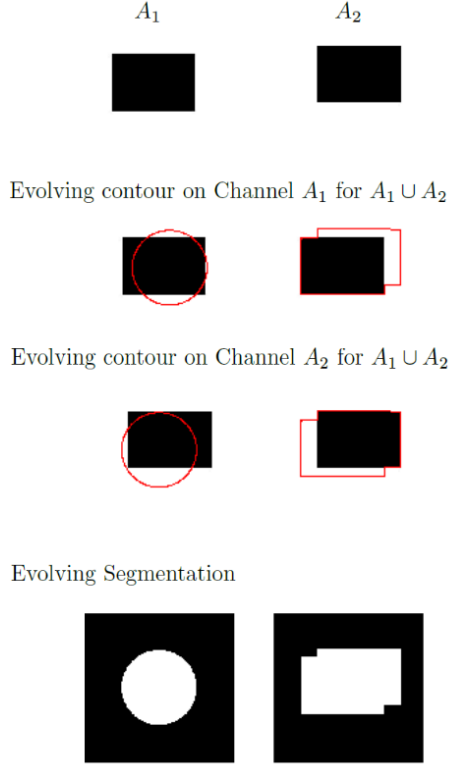 A₁ A₂
Evolving contour on Channel A₁ for A₁ ∪ A₂
Evolving contour on Channel A₂ for A₁ ∪ A₂
Evolving Segmentation